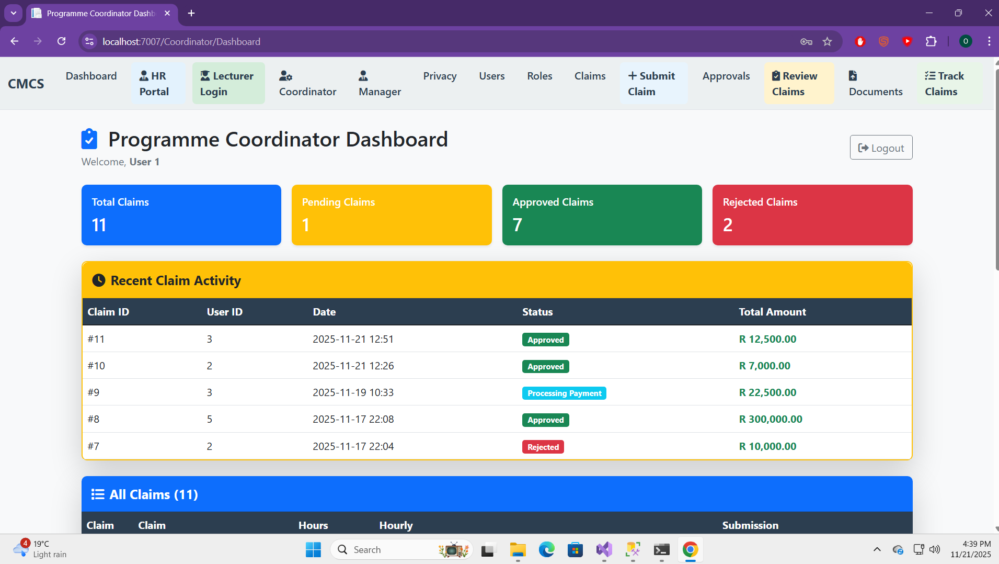 Programme Coordinator Dashb
localhost:7007/Coordinator/Dashboard
O
CMCS
Dashboard
HR Portal
Lecturer Login
Coordinator
Manager
Privacy
Users
Roles
Claims
Submit Claim
Approvals
Review Claims
Documents
Track Claims
Programme Coordinator Dashboard
Welcome, User 1
Logout
Total Claims
11
Pending Claims
1
Approved Claims
7
Rejected Claims
2
Recent Claim Activity
Claim ID User ID Date Status Total Amount
#11 3 2025-11-21 12:51 Approved R 12,500.00
#10 2 2025-11-21 12:26 Approved R 7,000.00
#9 3 2025-11-19 10:33 Processing Payment R 22,500.00
#8 5 2025-11-17 22:08 Approved R 300,000.00
#7 2 2025-11-17 22:04 Rejected R 10,000.00
All Claims (11)
Claim Claim Hours Hourly Submission
4
19°C
Light rain
Search
4:39 PM
11/21/2025